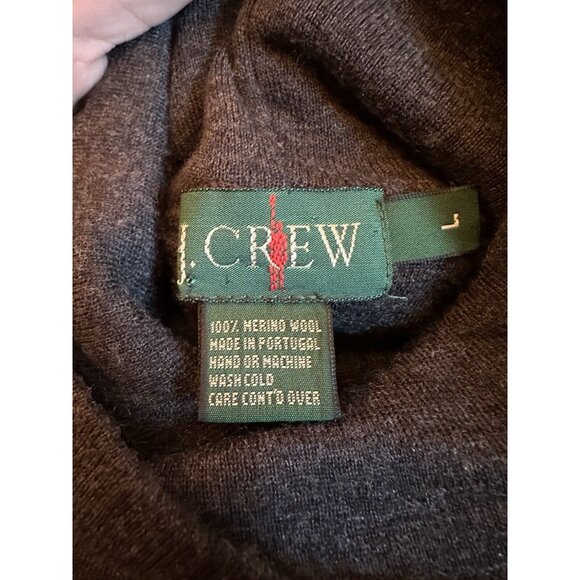 J.CREW
L
100% MERINO WOOL
MADE IN PORTUGAL
HAND OR MACHINE
WASH COLD
CARE CONT'D OVER